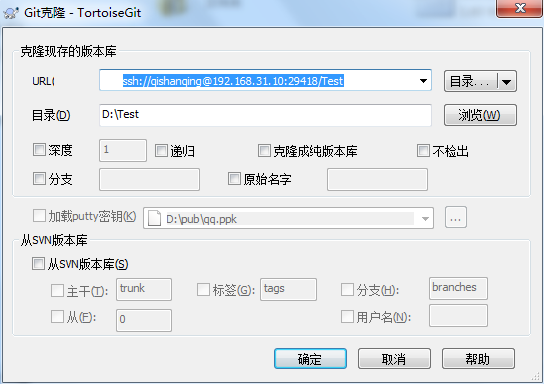 Git克隆 - TortoiseGit
克隆现存的版本库
URL( ssh://qishanqing@192.168.31.10:29418/Test 目录...
目录(D) D:\Test 浏览(W)
深度 1 递归 克隆成纯版本库 不检出
分支 原始名字
加载putty密钥(K) D:\pub\qq.ppk ...
从SVN版本库
从SVN版本库(S)
主干(T): trunk 标签(G): tags 分支(H): branches
从(F): 0 用户名(N):
确定 取消 帮助